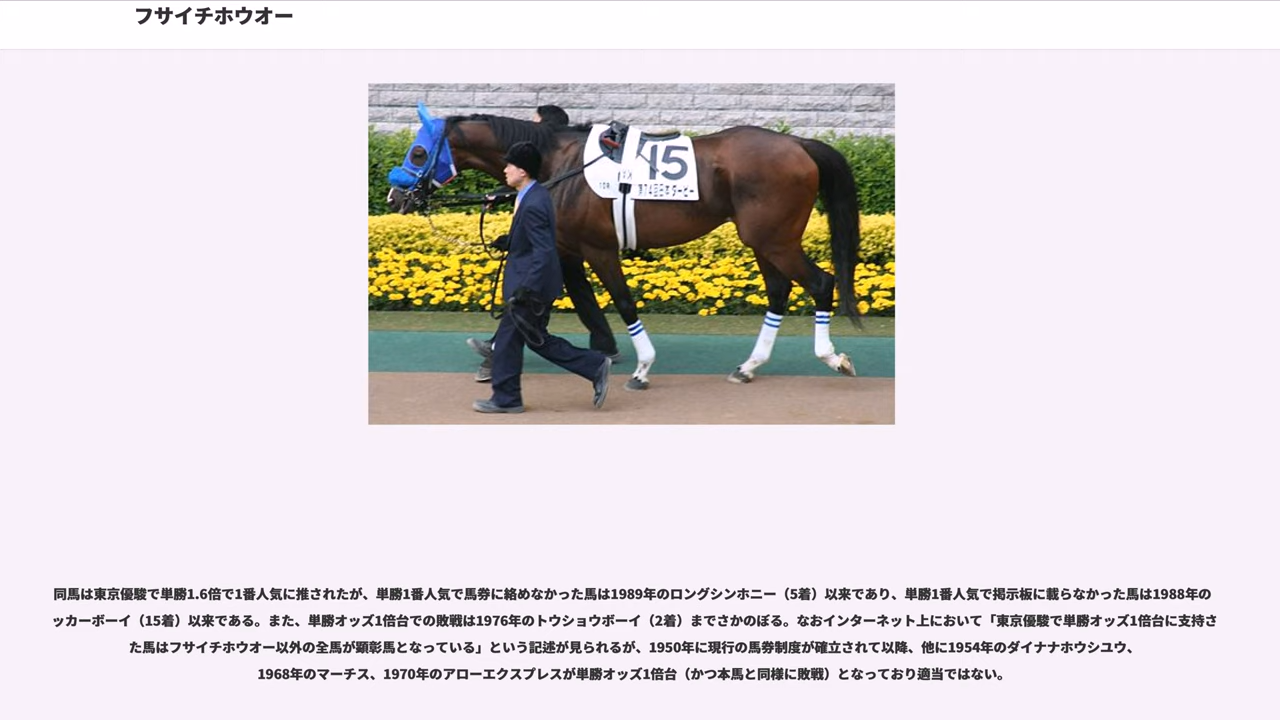 フサイチホウオー
15
第74回日本ダービー
同馬は東京優駿で単勝1.6倍で1番人気に推されたが、単勝1番人気で馬券に絡めなかった馬は1989年のロングシンホニー（5着）以来であり、単勝1番人気で掲示板に載らなかった馬は1988年の
ッカーボーイ（15着）以来である。また、単勝オッズ1倍台での敗戦は1976年のトウショウボーイ（2着）までさかのぼる。なおインターネット上において「東京優駿で単勝オッズ1倍台に支持さ
た馬はフサイチホウオー以外の全馬が顕彰馬となっている」という記述が見られるが、1950年に現行の馬券制度が確立されて以降、他に1954年のダイナナホウシユウ、
1968年のマーチス、1970年のアローエクスプレスが単勝オッズ1倍台（かつ本馬と同様に敗戦）となっており適当ではない。